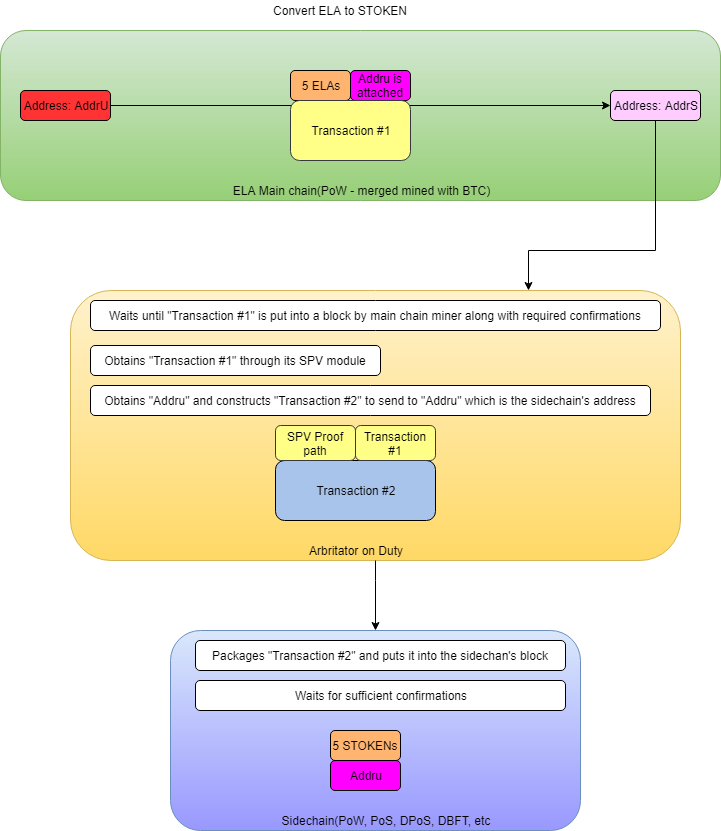 Convert ELA to STOKEN
5 ELAs
Addru is
attached
Address: AddrU
Address: AddrS
Transaction #1
ELA Main chain(PoW - merged mined with BTC)
Waits until "Transaction #1" is put into a block by main chain miner along with required confirmations
Obtains "Transaction #1" through its SPV module
Obtains "Addru" and constructs "Transaction #2" to send to "Addru" which is the sidechain's address
SPV Proof
path
Transaction
#1
Transaction #2
Arbritator on Duty
Packages "Transaction #2" and puts it into the sidechan's block
Waits for sufficient confirmations
5 STOKENs
Addru
Sidechain(PoW, PoS, DPoS, DBFT, etc